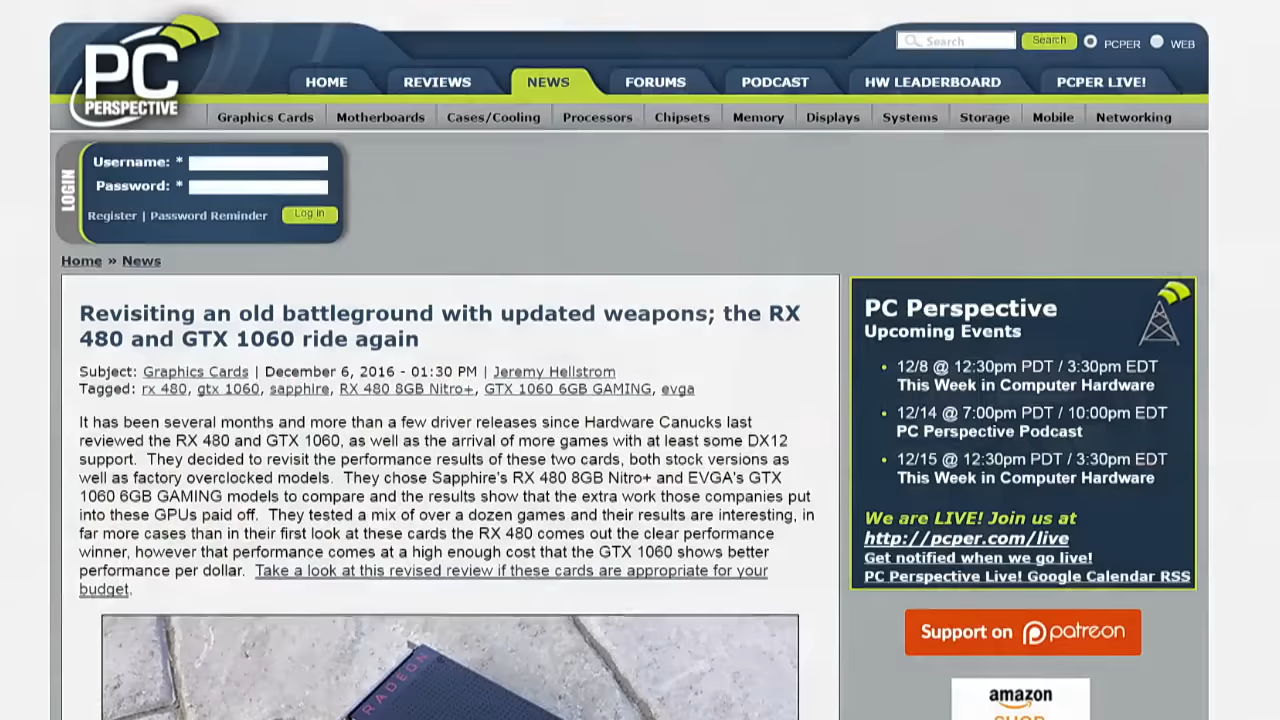 PC
PERSPECTIVE
Search
Search
PCPER
WEB
HOME
REVIEWS
NEWS
FORUMS
PODCAST
HW LEADERBOARD
PCPER LIVE!
Graphics Cards
Motherboards
Cases/Cooling
Processors
Chipsets
Memory
Displays
Systems
Storage
Mobile
Networking
LOGIN
Username: *
Password: *
Register | Password Reminder
Log in
Home » News
Revisiting an old battleground with updated weapons; the RX
480 and GTX 1060 ride again
Subject: Graphics Cards | December 6, 2016 - 01:30 PM | Jeremy Hellstrom
Tagged: rx 480, gtx 1060, sapphire, RX 480 8GB Nitro+, GTX 1060 6GB GAMING, evga
It has been several months and more than a few driver releases since Hardware Canucks last
reviewed the RX 480 and GTX 1060, as well as the arrival of more games with at least some DX12
support. They decided to revisit the performance results of these two cards, both stock versions as
well as factory overclocked models. They chose Sapphire's RX 480 8GB Nitro+ and EVGA's GTX
1060 6GB GAMING models to compare and the results show that the extra work those companies put
into these GPUs paid off. They tested a mix of over a dozen games and their results are interesting, in
far more cases than in their first look at these cards the RX 480 comes out the clear performance
winner, however that performance comes at a high enough cost that the GTX 1060 shows better
performance per dollar. Take a look at this revised review if these cards are appropriate for your
budget.
RADEON
PC Perspective
Upcoming Events
• 12/8 @ 12:30pm PDT / 3:30pm EDT
This Week in Computer Hardware
• 12/14 @ 7:00pm PDT / 10:00pm EDT
PC Perspective Podcast
• 12/15 @ 12:30pm PDT / 3:30pm EDT
This Week in Computer Hardware
We are LIVE! Join us at
http://pcper.com/live
Get notified when we go live!
PC Perspective Live! Google Calendar RSS
Support on patreon
amazon
SHOP